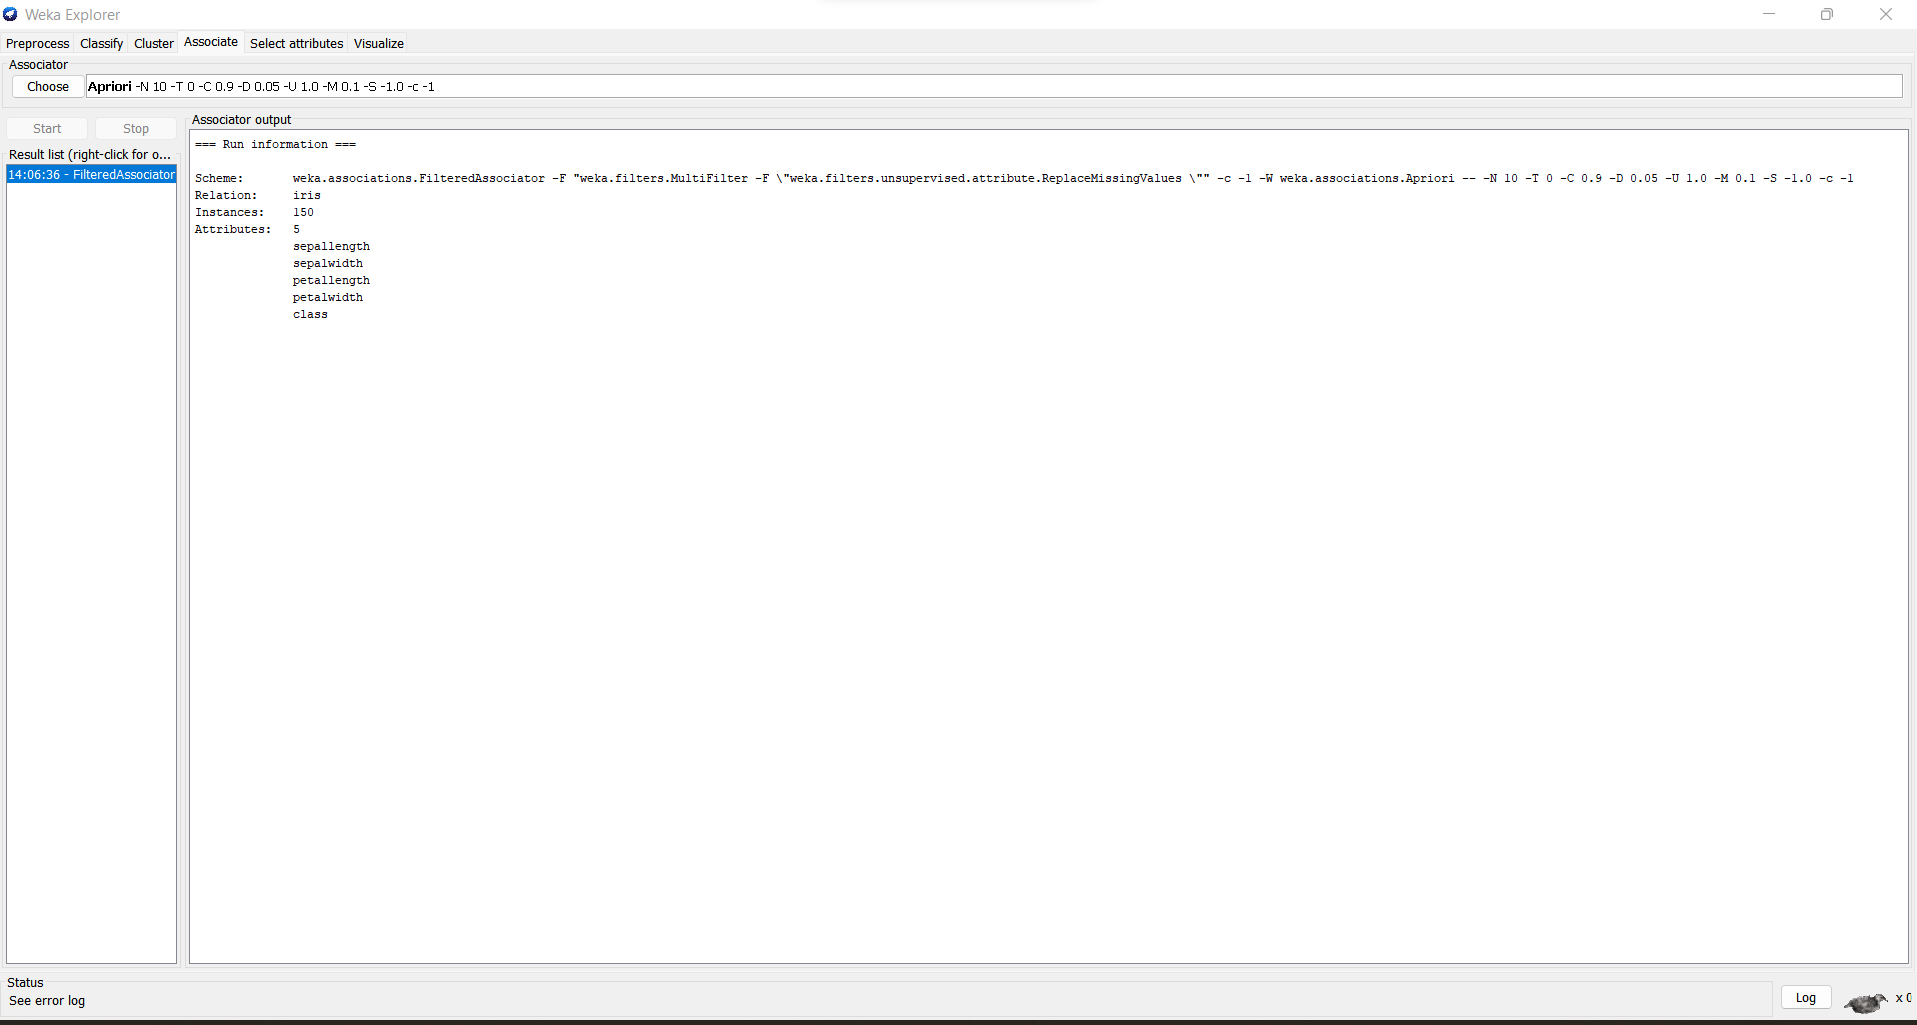 Weka Explorer
Preprocess Classify Cluster Associate Select attributes Visualize
Associator
Choose Apriori -N 10 -T 0 -C 0.9 -D 0.05 -U 1.0 -M 0.1 -S -1.0 -c -1
Start Stop
Associator output
Result list (right-click for o...
14:06:36 - FilteredAssociator
=== Run information ===
Scheme: weka.associations.FilteredAssociator -F "weka.filters.MultiFilter -F \"weka.filters.unsupervised.attribute.ReplaceMissingValues \"" -c -1 -W weka.associations.Apriori -- -N 10 -T 0 -C 0.9 -D 0.05 -U 1.0 -M 0.1 -S -1.0 -c -1
Relation: iris
Instances: 150
Attributes: 5
sepallength
sepalwidth
petallength
petalwidth
class
Status
See error log
Log x 0